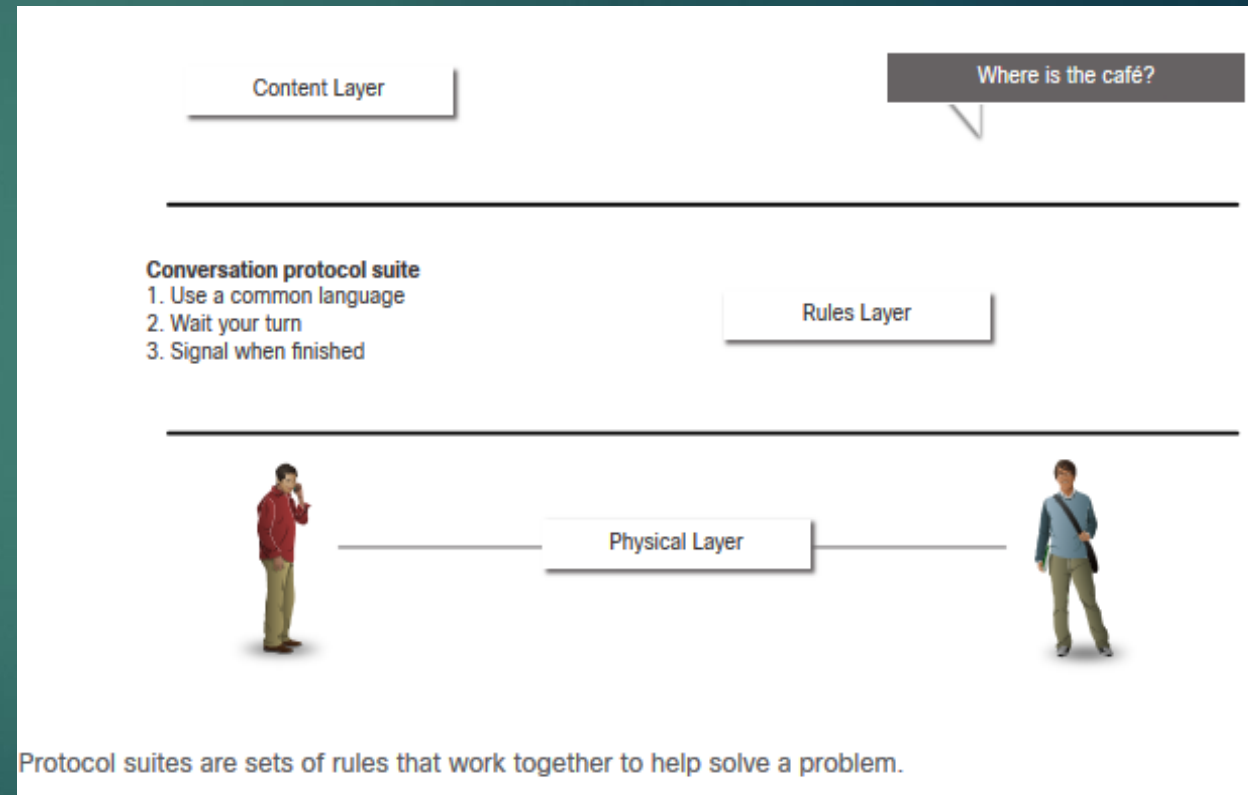 Content Layer
Where is the café?
Conversation protocol suite
1. Use a common language
2. Wait your turn
3. Signal when finished
Rules Layer
Physical Layer
Protocol suites are sets of rules that work together to help solve a problem.